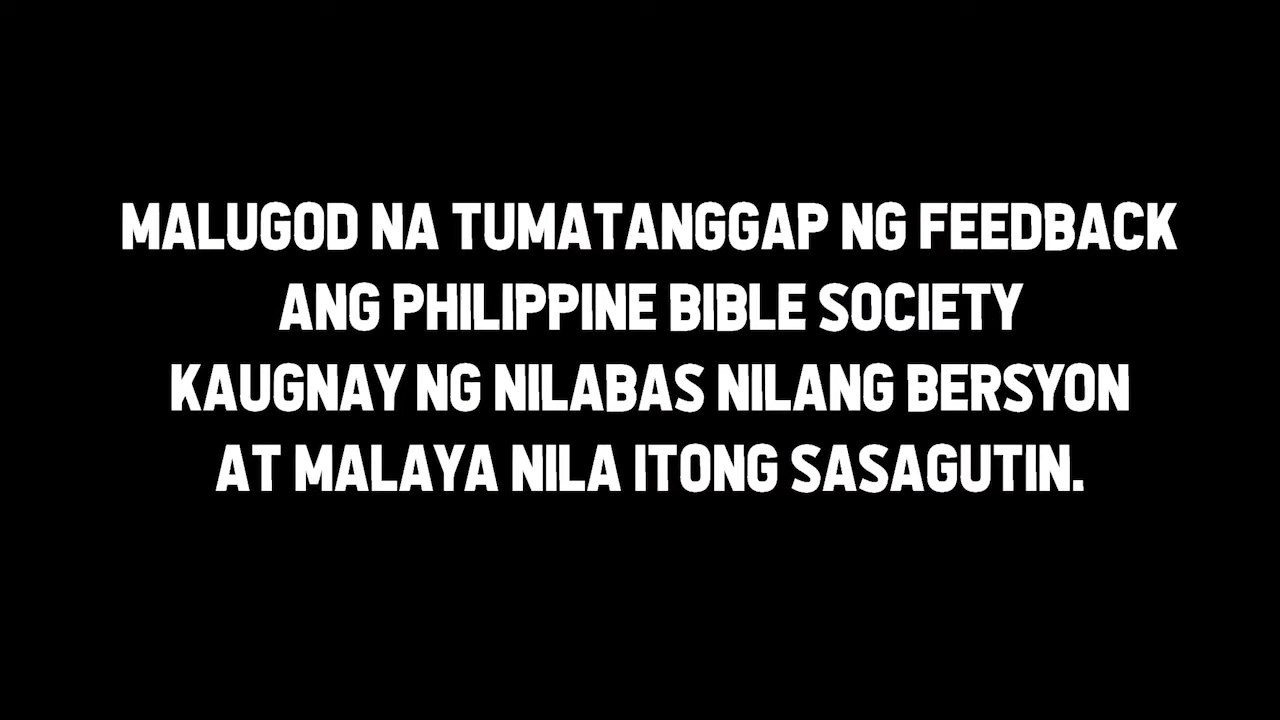 MALUGOD NA TUMATANGGAP NG FEEDBACK
ANG PHILIPPINE BIBLE SOCIETY
KAUGNAY NG NILABAS NILANG BERSYON
AT MALAYA NILA ITONG SASAGUTIN.